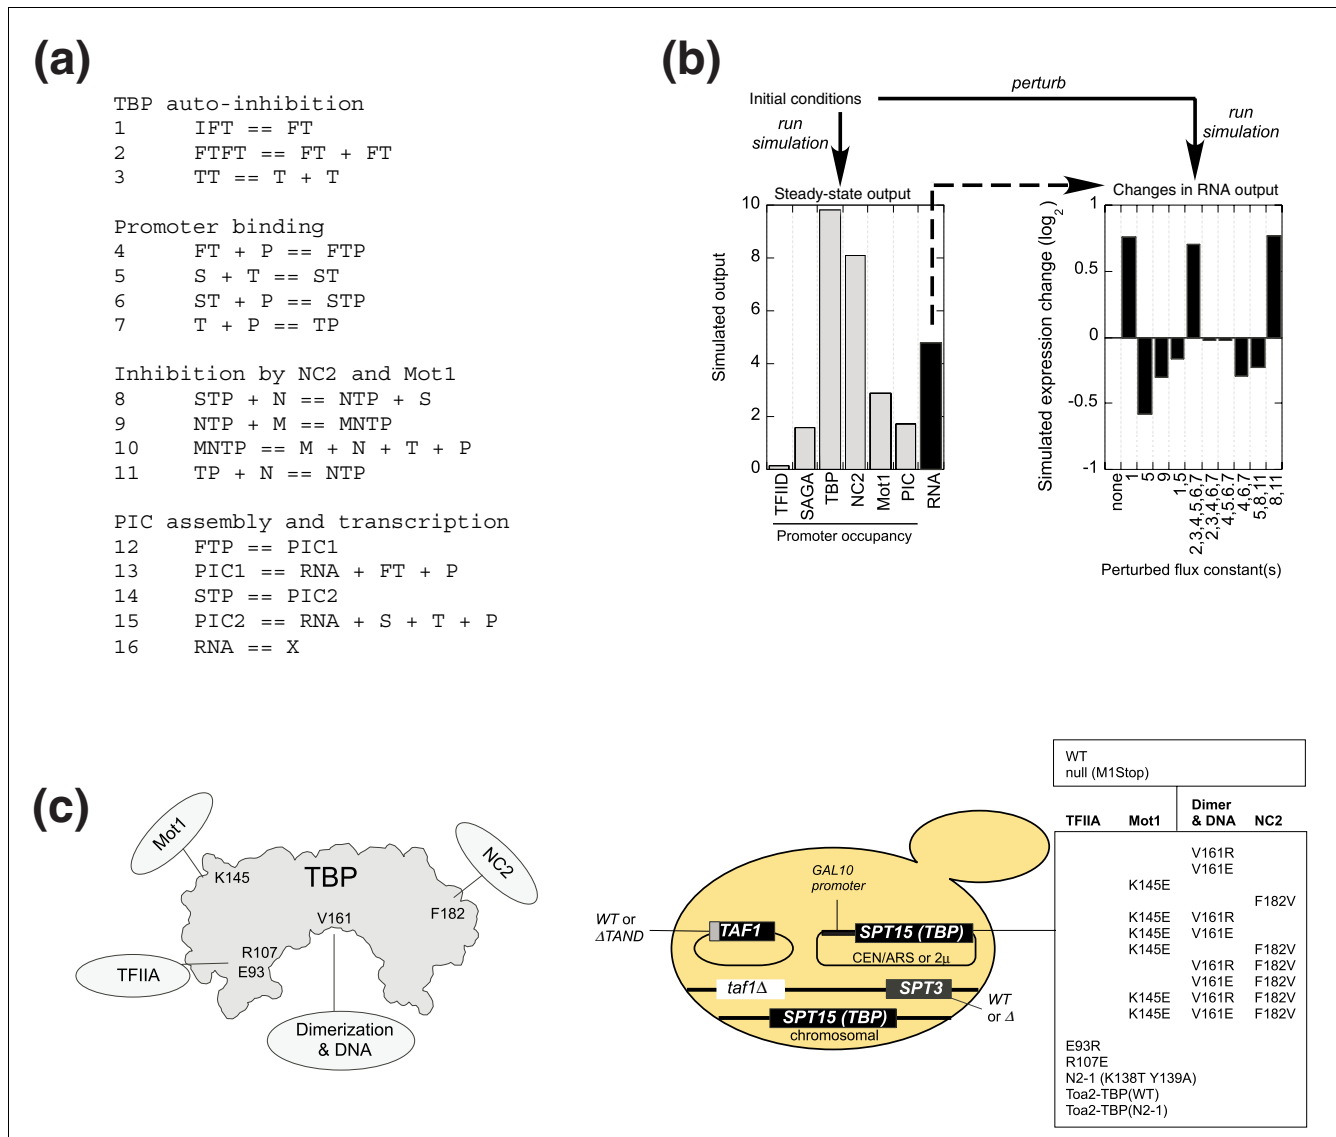 (a)
TBP auto-inhibition
1 IFT == FT
2 FTFT == FT + FT
3 TT == T + T
Promoter binding
4 FT + P == FTP
5 S + T == ST
6 ST + P == STP
7 T + P == TP
Inhibition by NC2 and Mot1
8 STP + N == NTP + S
9 NTP + M == MNTP
10 MNTP == M + N + T + P
11 TP + N == NTP
PIC assembly and transcription
12 FTP == PIC1
13 PIC1 == RNA + FT + P
14 STP == PIC2
15 PIC2 == RNA + S + T + P
16 RNA == X
(b)
Initial conditions
perturb
run
simulation
run
simulation
Steady-state output
Simulated output
10
8
6
4
2
0
TFIID
SAGA
TBP
NC2
Mot1
PIC
RNA
Promoter occupancy
Changes in RNA output
Simulated expression change (log2)
1
0.5
0
-0.5
-1
none
1
5
9
1,5
2,3,4,5,6,7
2,3,4,6,7
4,5,6.7
4,6,7
5,8,11
8,11
Perturbed flux constant(s)
(c)
Mot1
NC2
K145
TBP
F182
V161
R107
E93
TFIIA
Dimerization
& DNA
GAL10
promoter
WT or
ΔTAND
TAF1
SPT15 (TBP)
CEN/ARS or 2μ
taf1Δ
SPT3
WT
or Δ
SPT15 (TBP)
chromosomal
WT
null (M1Stop)
TFIIA Mot1 Dimer & DNA NC2
V161R
V161E
K145E
F182V
K145E V161R
K145E V161E
K145E F182V
V161R F182V
V161E F182V
K145E V161R F182V
K145E V161E F182V
E93R
R107E
N2-1 (K138T Y139A)
Toa2-TBP(WT)
Toa2-TBP(N2-1)